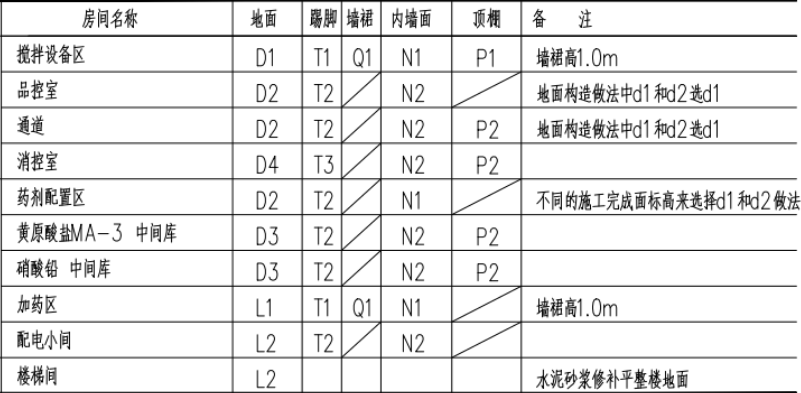 房间名称 地面 踢脚 墙裙 内墙面 顶棚 备 注
搅拌设备区 D1 T1 Q1 N1 P1 墙裙高1.0m
品控室 D2 T2 N2 地面构造做法中d1和d2选d1
通道 D2 T2 N2 P2 地面构造做法中d1和d2选d1
消控室 D4 T3 N2 P2
药剂配置区 D2 T2 N1 不同的施工完成面标高来选择d1和d2做法
黄原酸盐MA-3 中间库 D3 T2 N2 P2
硝酸铅 中间库 D3 T2 N2 P2
加药区 L1 T1 Q1 N1 墙裙高1.0m
配电小间 L2 T2 N2
楼梯间 L2 水泥砂浆修补平整楼地面